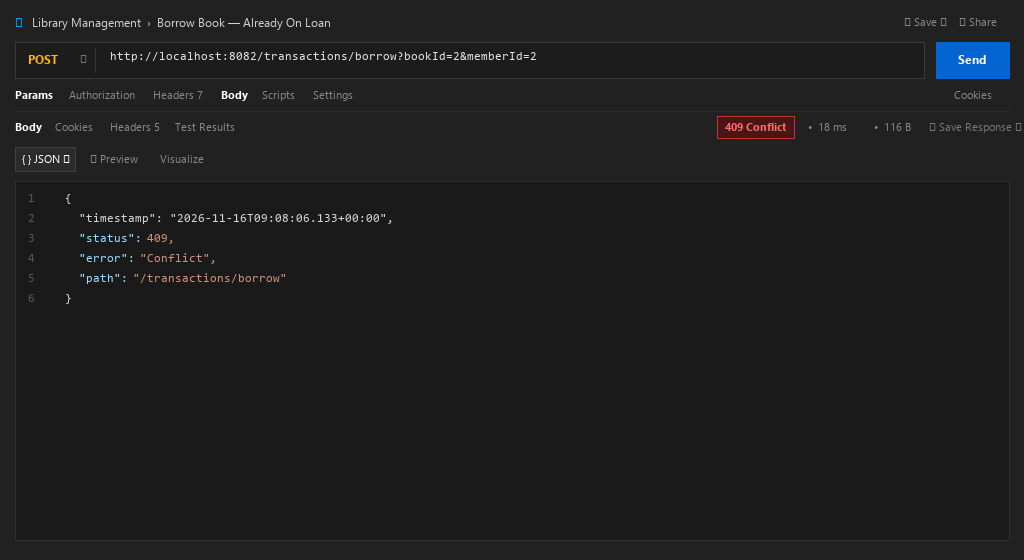 Library Management › Borrow Book — Already On Loan Save Share
POST http://localhost:8082/transactions/borrow?bookId=2&memberId=2 Send
Params Authorization Headers 7 Body Scripts Settings Cookies
Body Cookies Headers 5 Test Results 409 Conflict • 18 ms • 116 B Save Response
{ } JSON Preview Visualize
1 {
2 "timestamp": "2026-11-16T09:08:06.133+00:00",
3 "status": 409,
4 "error": "Conflict",
5 "path": "/transactions/borrow"
6 }